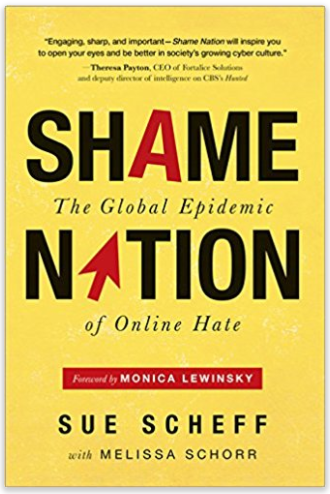 “Engaging, sharp, and important—Shame Nation will inspire you
to open your eyes and be better in society’s growing cyber culture.”
—Theresa Payton, CEO of Fortalice Solutions
and deputy director of intelligence on CBS’s Hunted
SHAME
The Global Epidemic
NATION
of Online Hate
Foreword by MONICA LEWINSKY
SUE SCHEFF
with MELISSA SCHORR